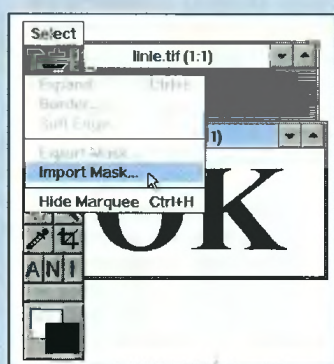 Select
linie.tif (1:1)
Expand Ctrl+E
Border...
Soft Edge...
Export Mask...
1)
Import Mask...
Hide Marquee Ctrl+H
OK
A N I